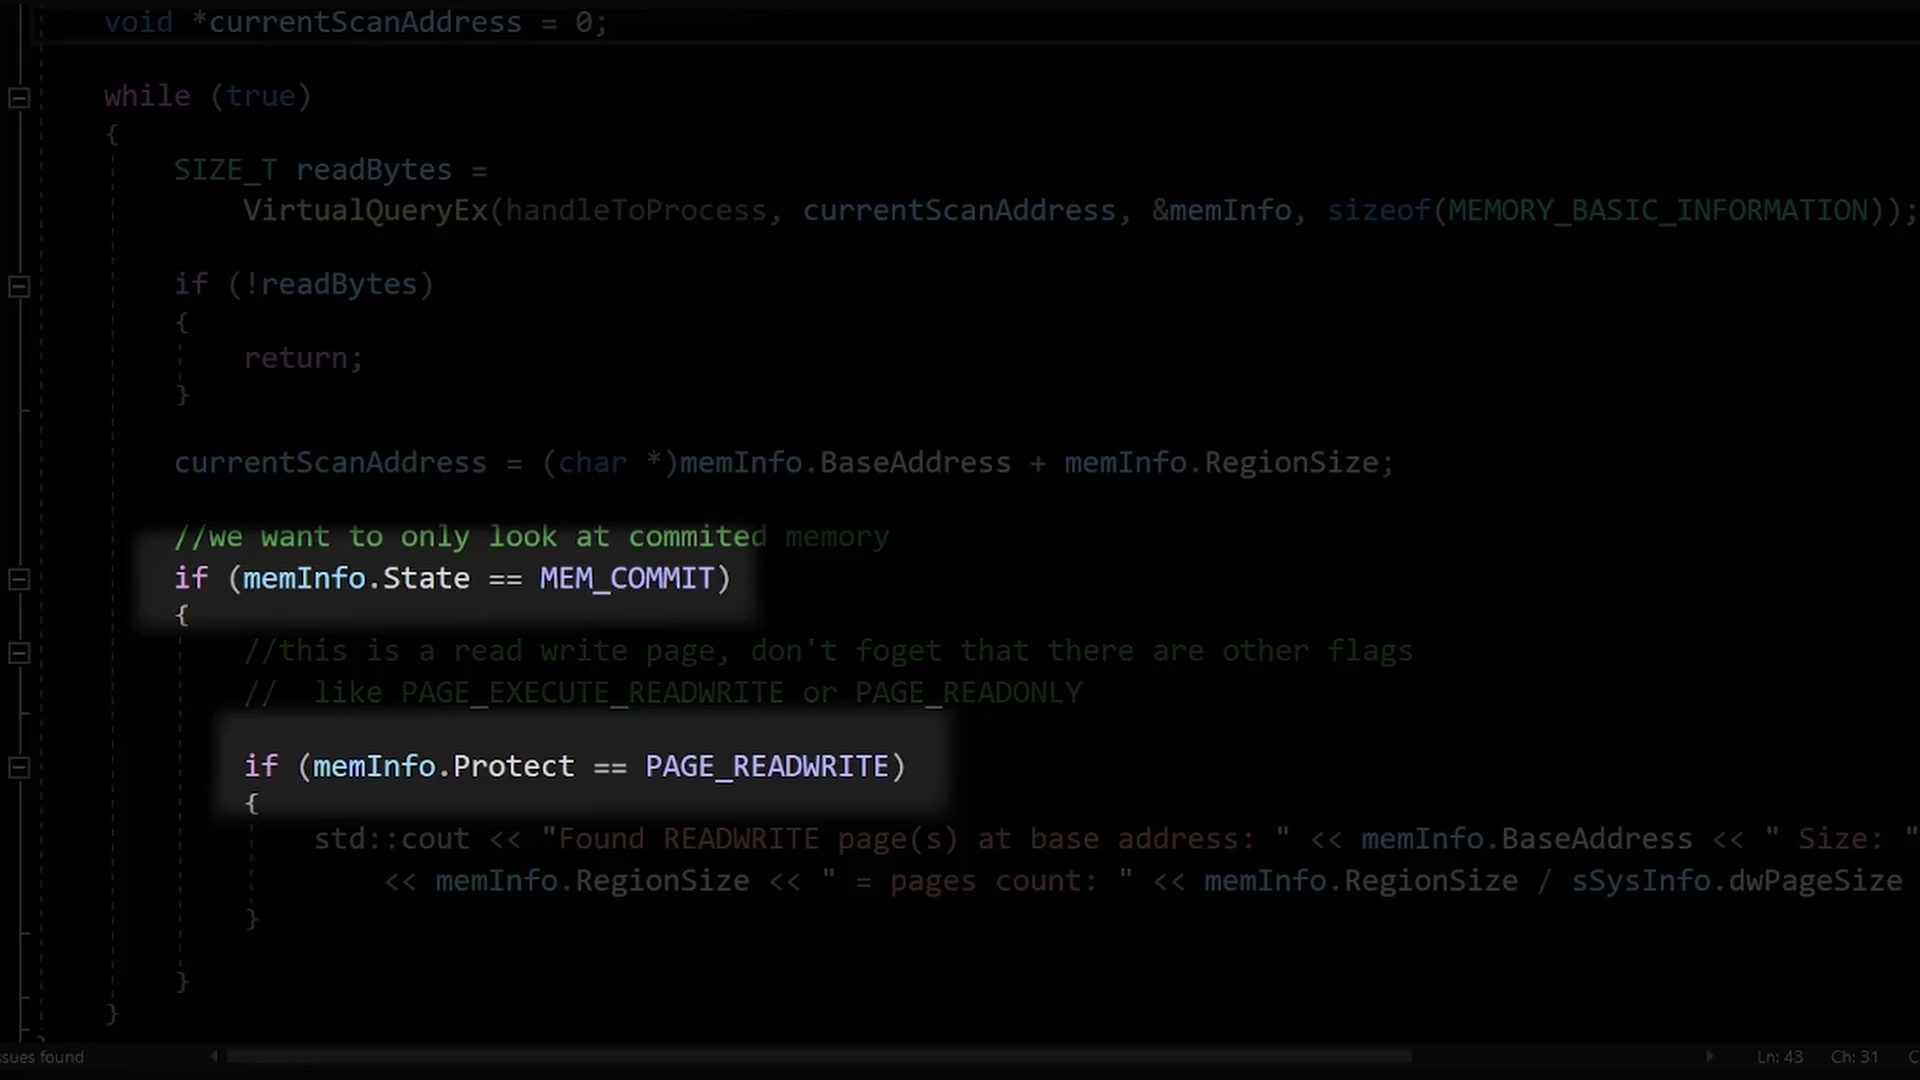 void *currentScanAddress = 0;
while (true)
{
SIZE_T readBytes =
VirtualQueryEx(handleToProcess, currentScanAddress, &memInfo, sizeof(MEMORY_BASIC_INFORMATION));
if (!readBytes)
{
return;
}
currentScanAddress = (char *)memInfo.BaseAddress + memInfo.RegionSize;
//we want to only look at commited memory
if (memInfo.State == MEM_COMMIT)
{
//this is a read write page, don't foget that there are other flags
// like PAGE_EXECUTE_READWRITE or PAGE_READONLY
if (memInfo.Protect == PAGE_READWRITE)
{
std::cout << "Found READWRITE page(s) at base address: " << memInfo.BaseAddress << " Size: "
<< memInfo.RegionSize << " = pages count: " << memInfo.RegionSize / sSysInfo.dwPageSize
}
}
}
ssues found Ln: 43 Ch: 31